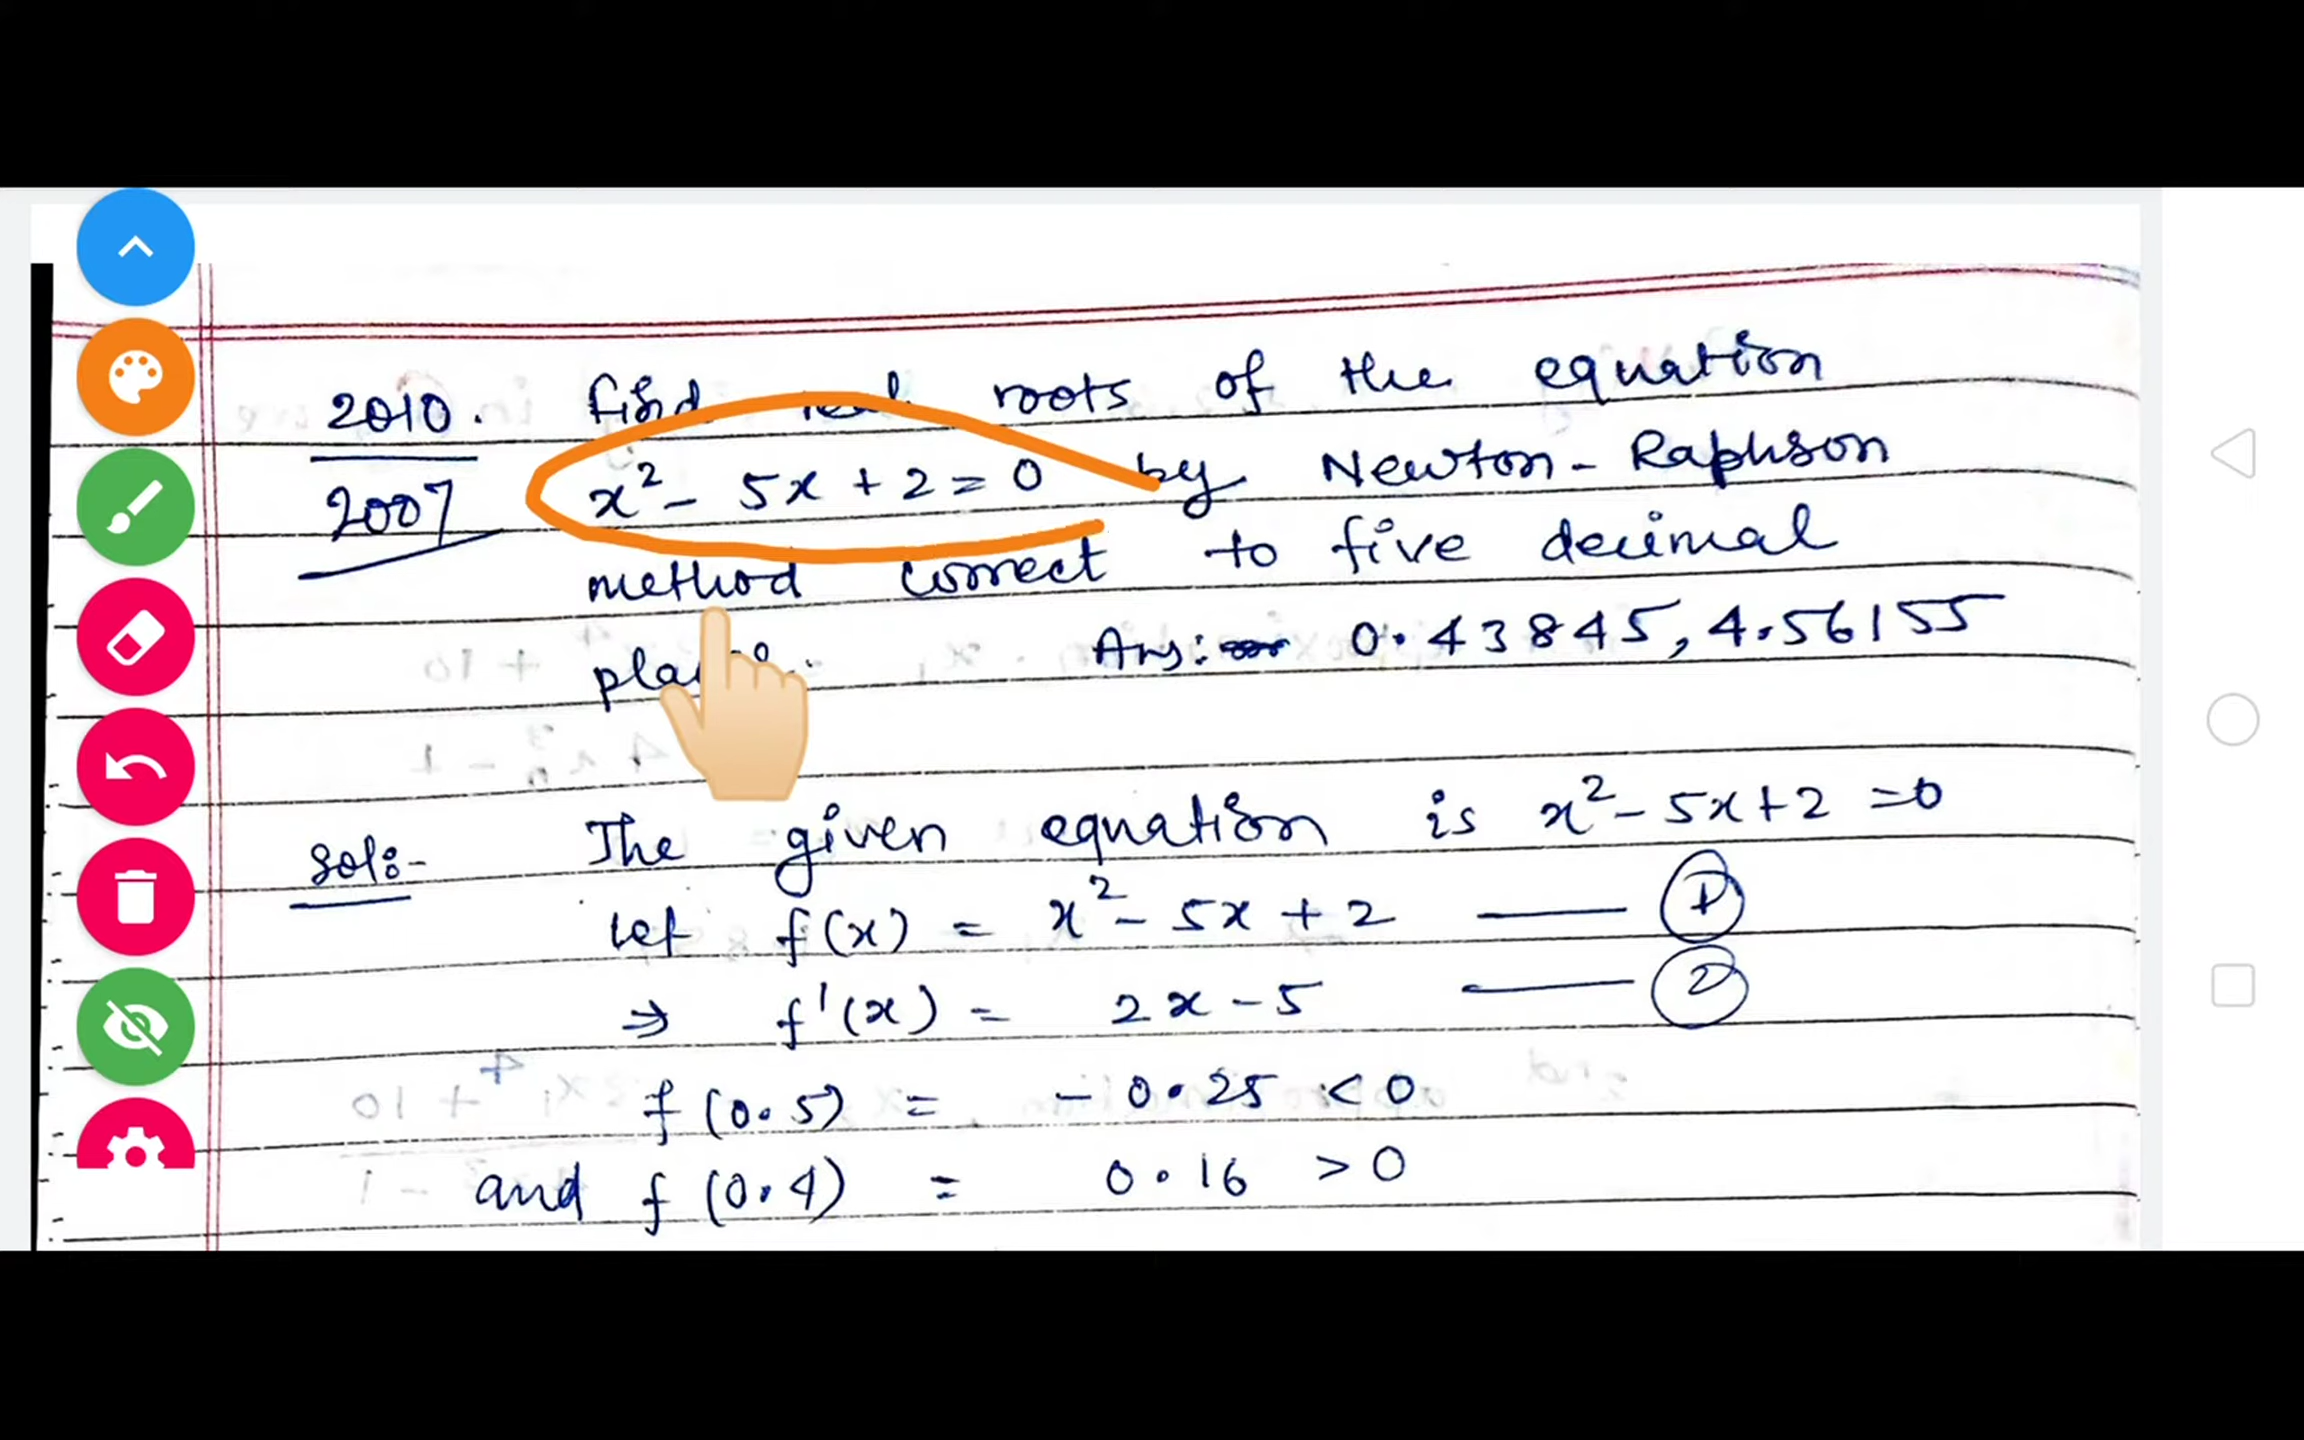 2010. find real roots of the equation
2007 x² - 5x + 2 = 0 by Newton - Raphson
method correct to five decimal
Ans: 0.43845, 4.56155
Sol:- The given equation is x² - 5x + 2 = 0
let f(x) = x² - 5x + 2 —— ①
⇒ f'(x) = 2x - 5 —— ②
f(0.5) = - 0.25 < 0
and f(0.4) = 0.16 > 0